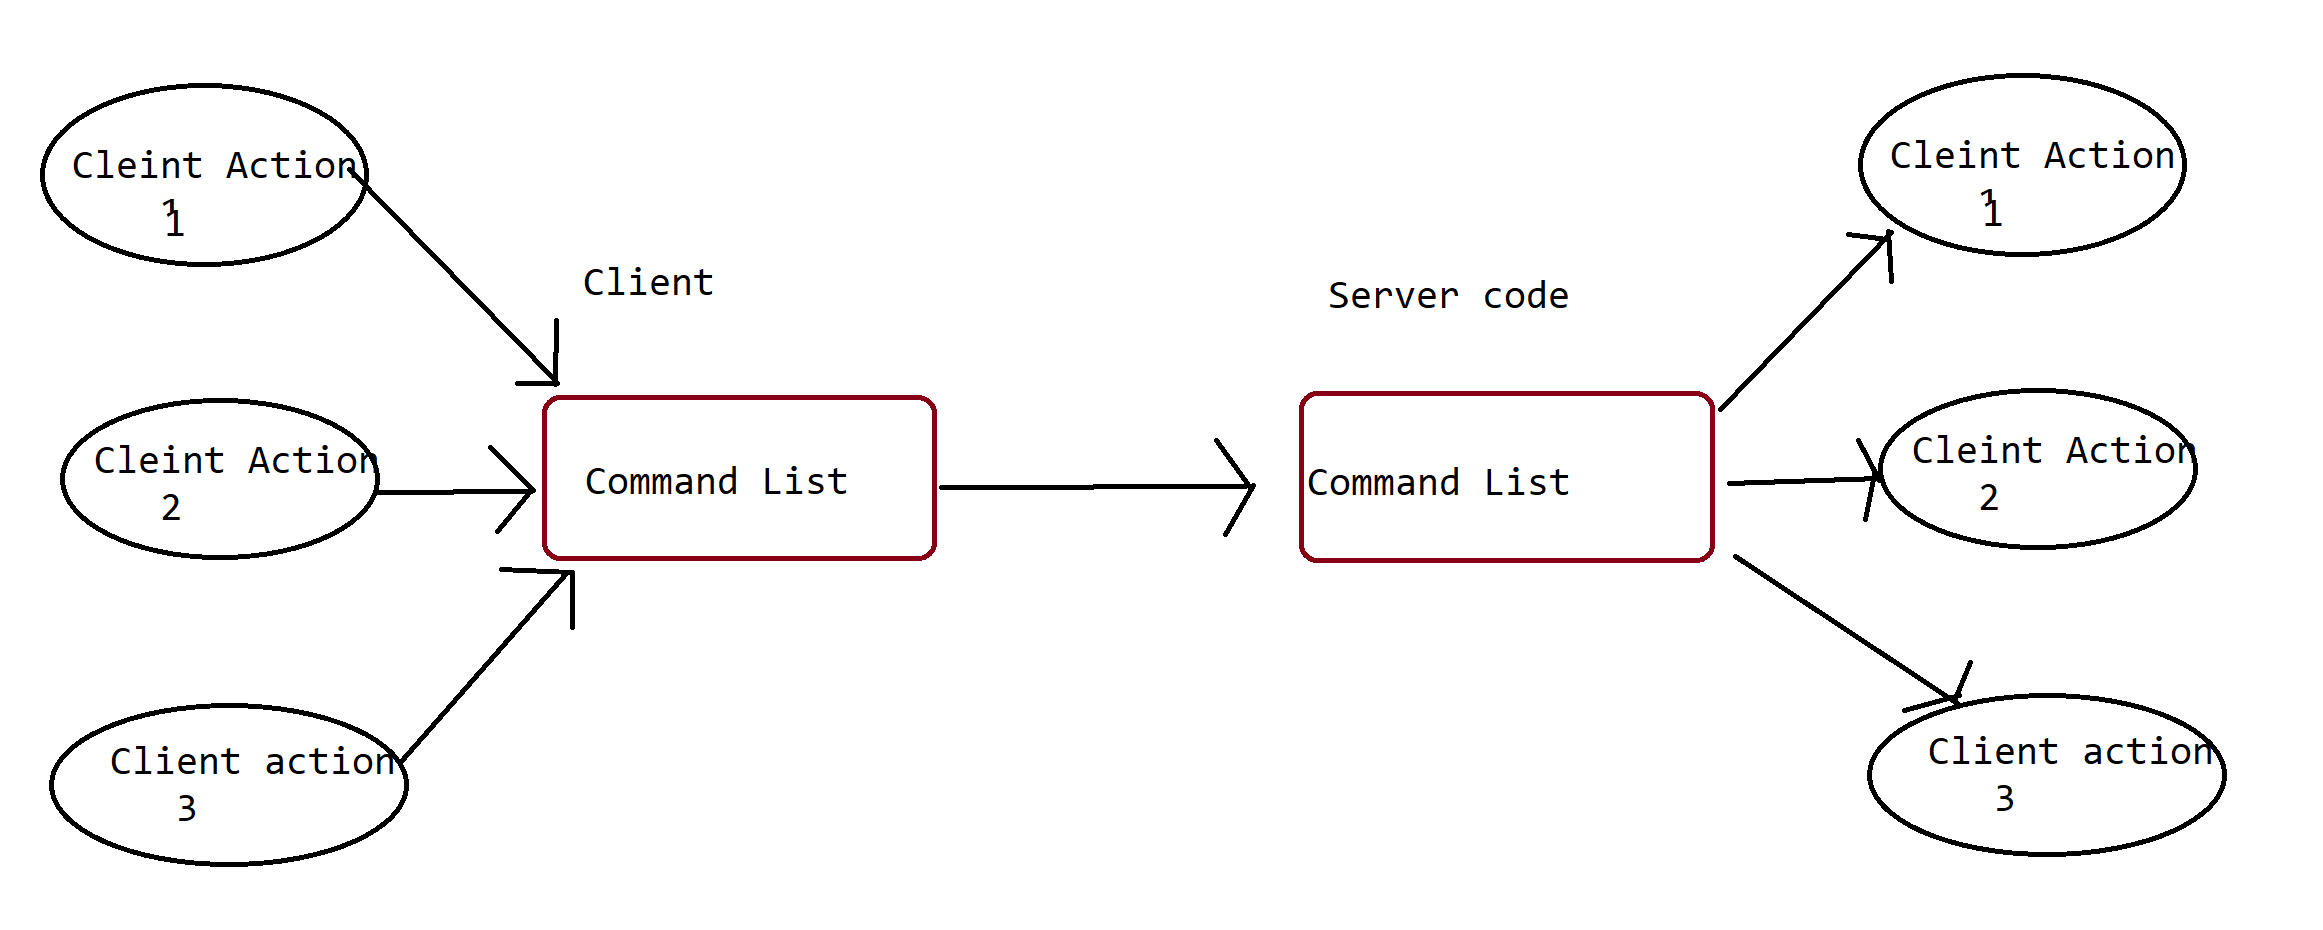 Cleint Action
1
Cleint Action
2
Client action
3
Client
Command List
Server code
Command List
Cleint Action
1
Cleint Action
2
Client action
3